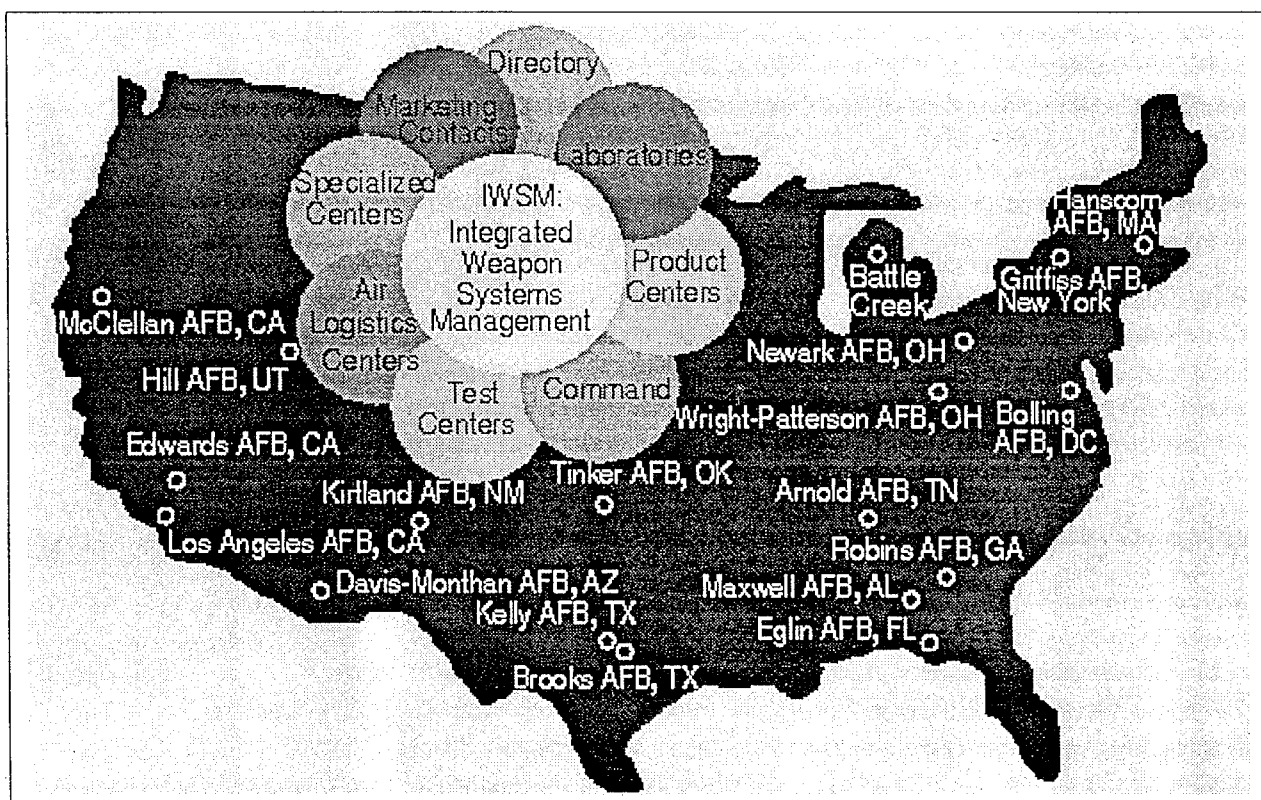 Directory
Marketing
Contacts
Laboratories
Specialized
Centers
IWSM:
Integrated
Weapon
Systems
Management
Product
Centers
Air
Logistics
Centers
Test
Centers
Command
Hanscom
AFB, MA
Griffiss AFB,
New York
Battle
Creek
McClellan AFB, CA
Hill AFB, UT
Newark AFB, OH
Wright-Patterson AFB, OH
Bolling
AFB, DC
Edwards AFB, CA
Kirtland AFB, NM
Tinker AFB, OK
Arnold AFB, TN
Los Angeles AFB, CA
Robins AFB, GA
Davis-Monthan AFB, AZ
Maxwell AFB, AL
Kelly AFB, TX
Eglin AFB, FL
Brooks AFB, TX